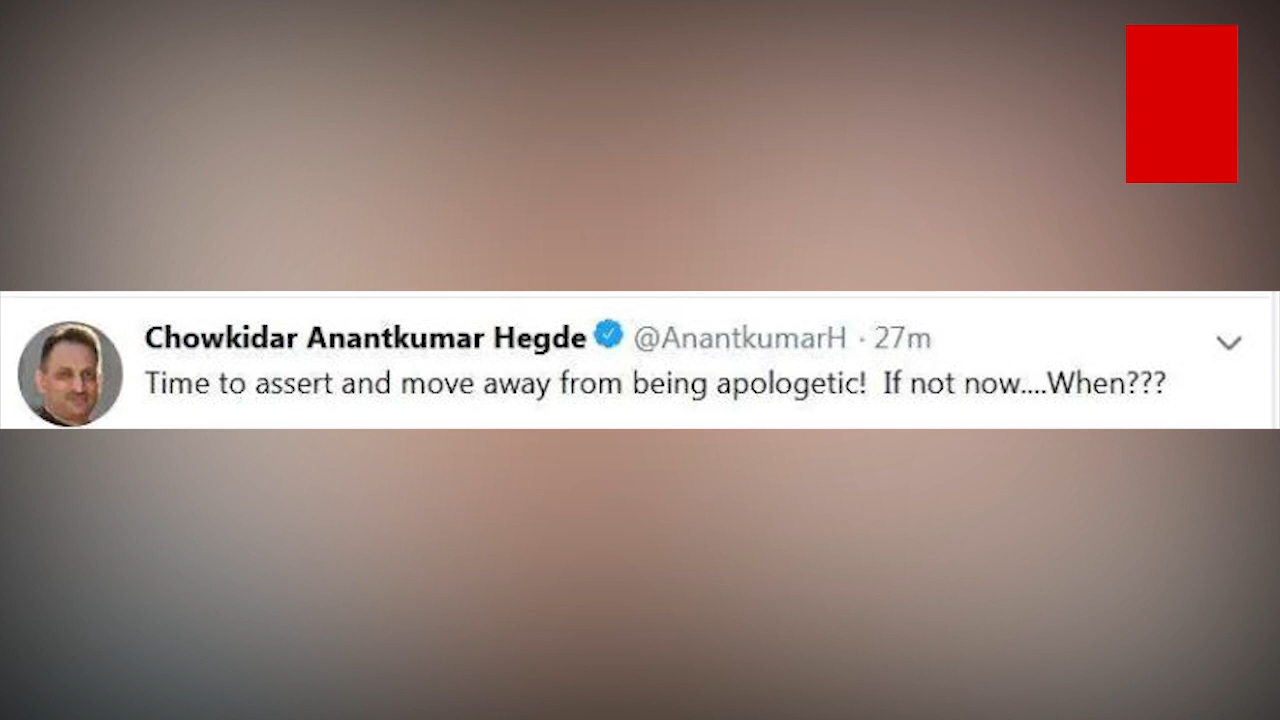 Chowkidar Anantkumar Hegde @AnantkumarH · 27m
Time to assert and move away from being apologetic! If not now....When???